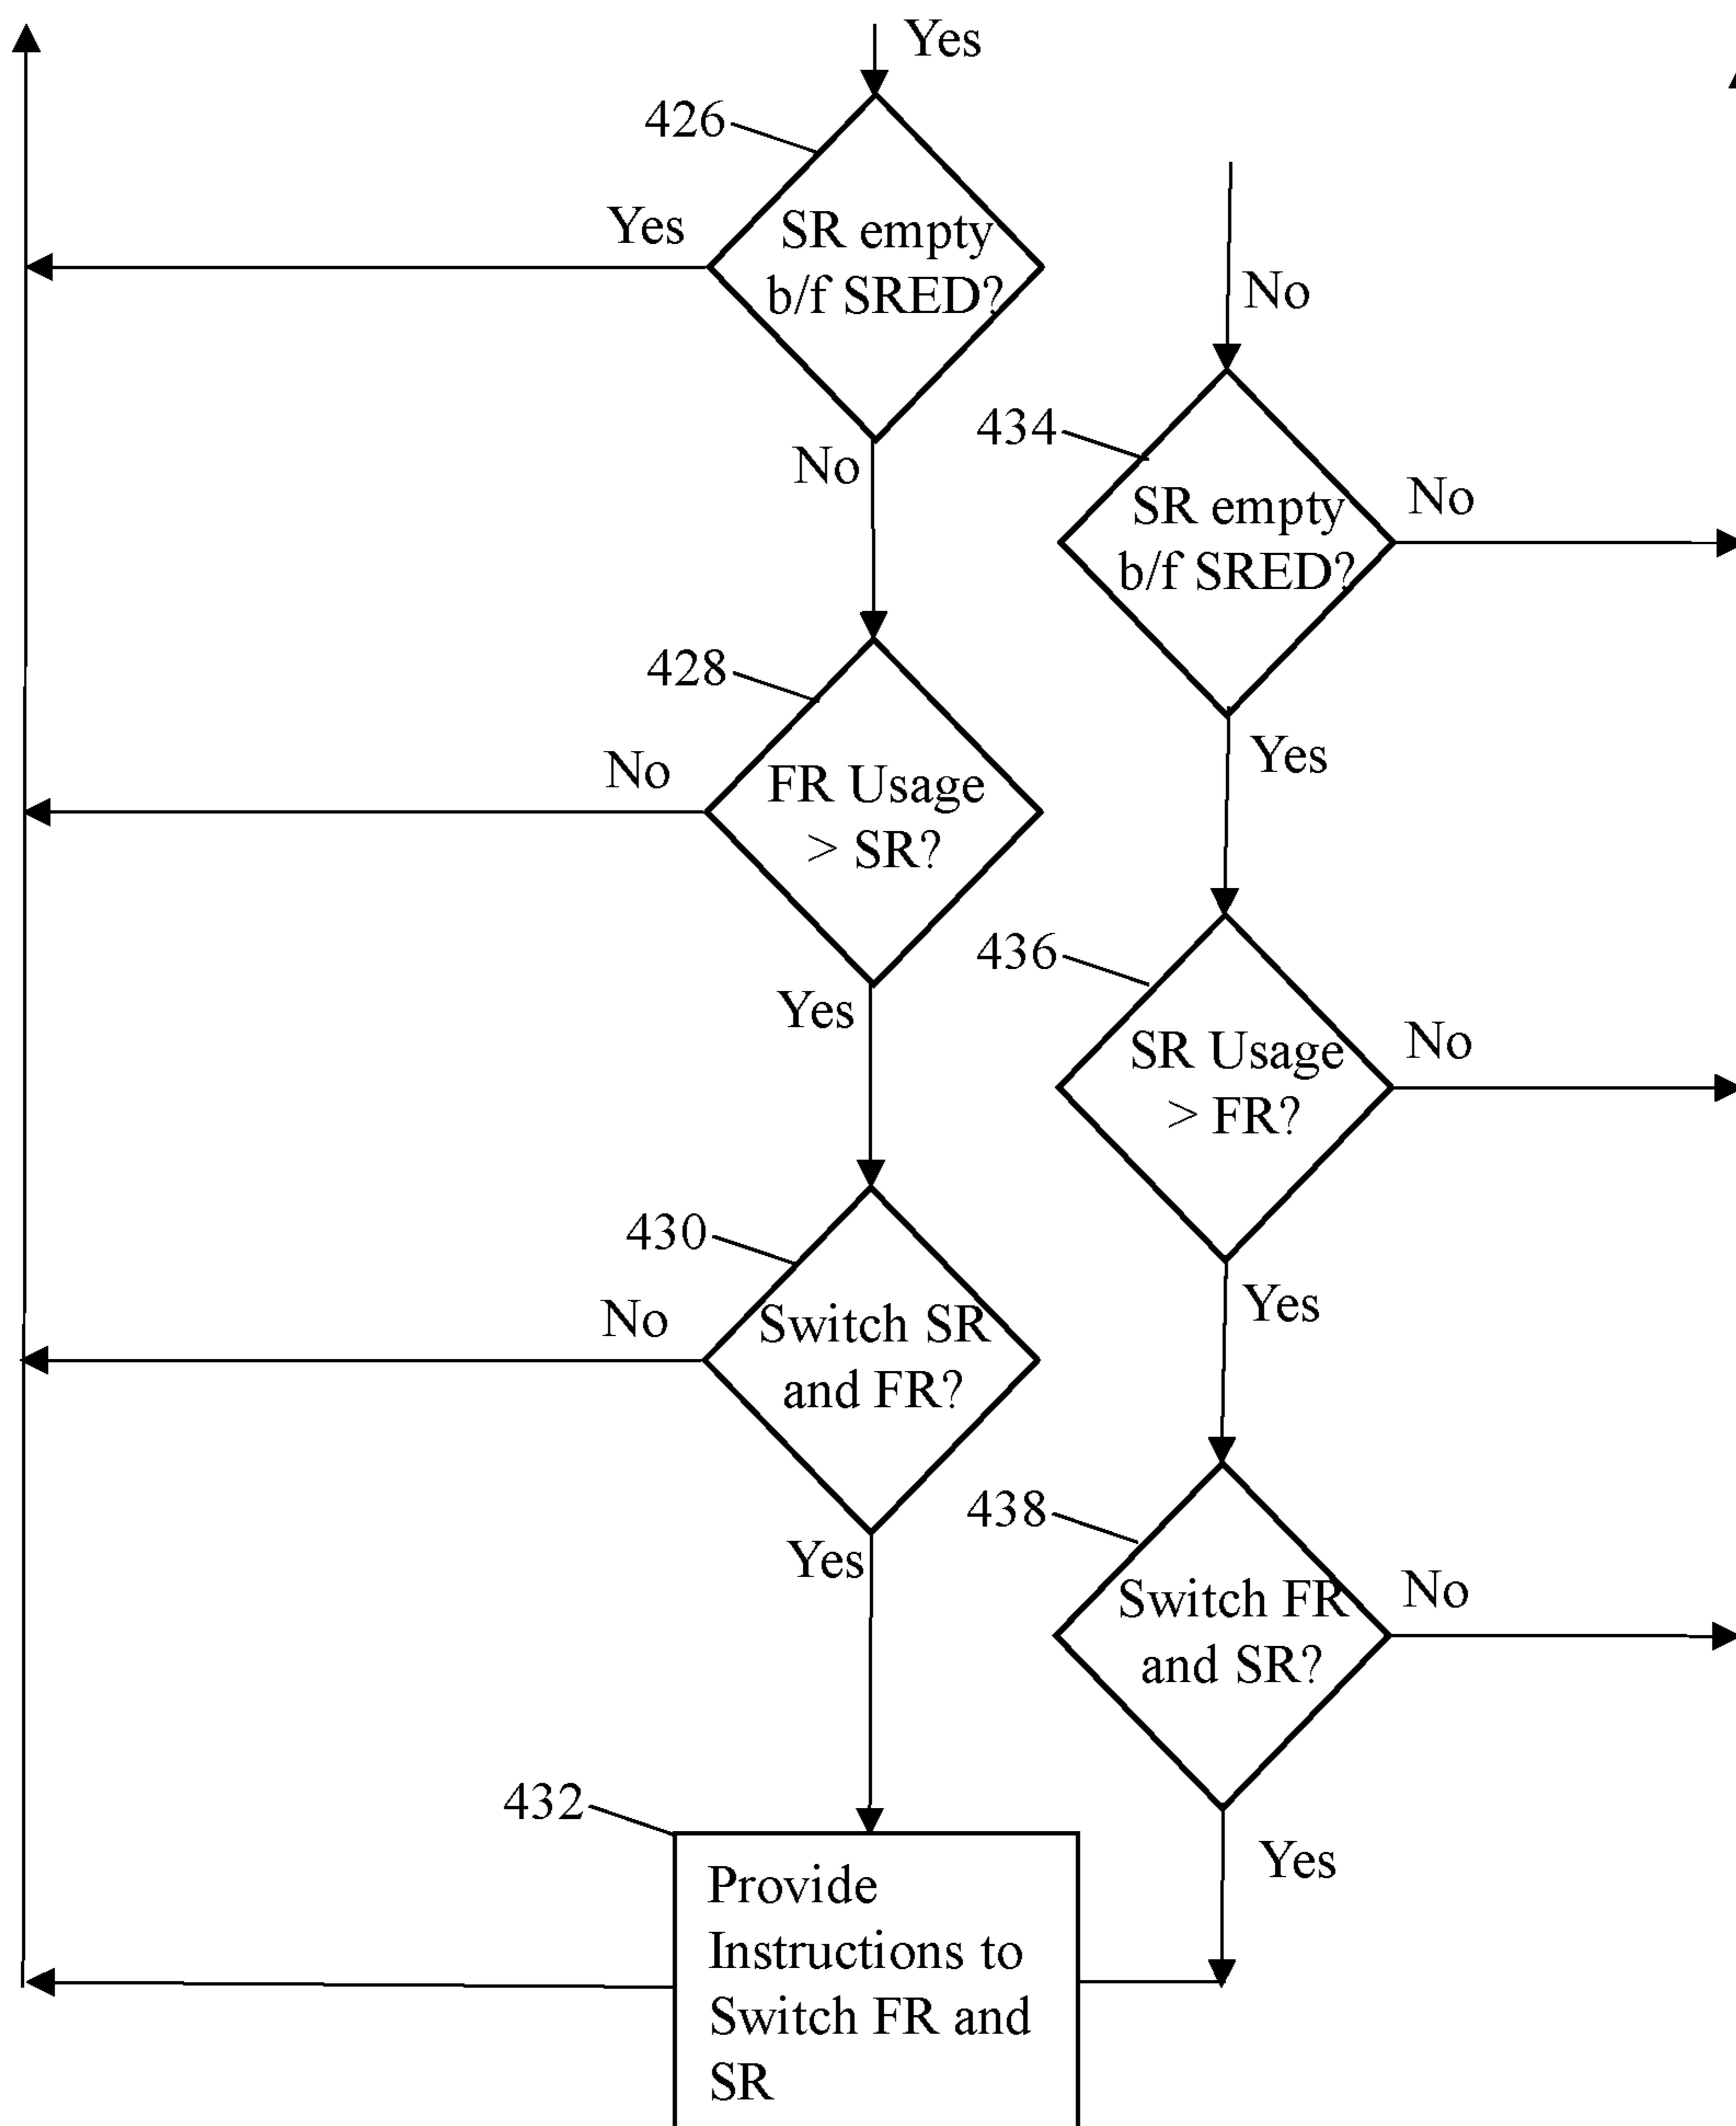 Yes
426
Yes
SR empty
b/f SRED?
No
No
434
SR empty
b/f SRED?
No
428
No
FR Usage
> SR?
Yes
Yes
436
SR Usage
> FR?
No
430
No
Switch SR
and FR?
Yes
Yes
438
Switch FR
and SR?
No
432
Provide
Instructions to
Switch FR and
SR
Yes